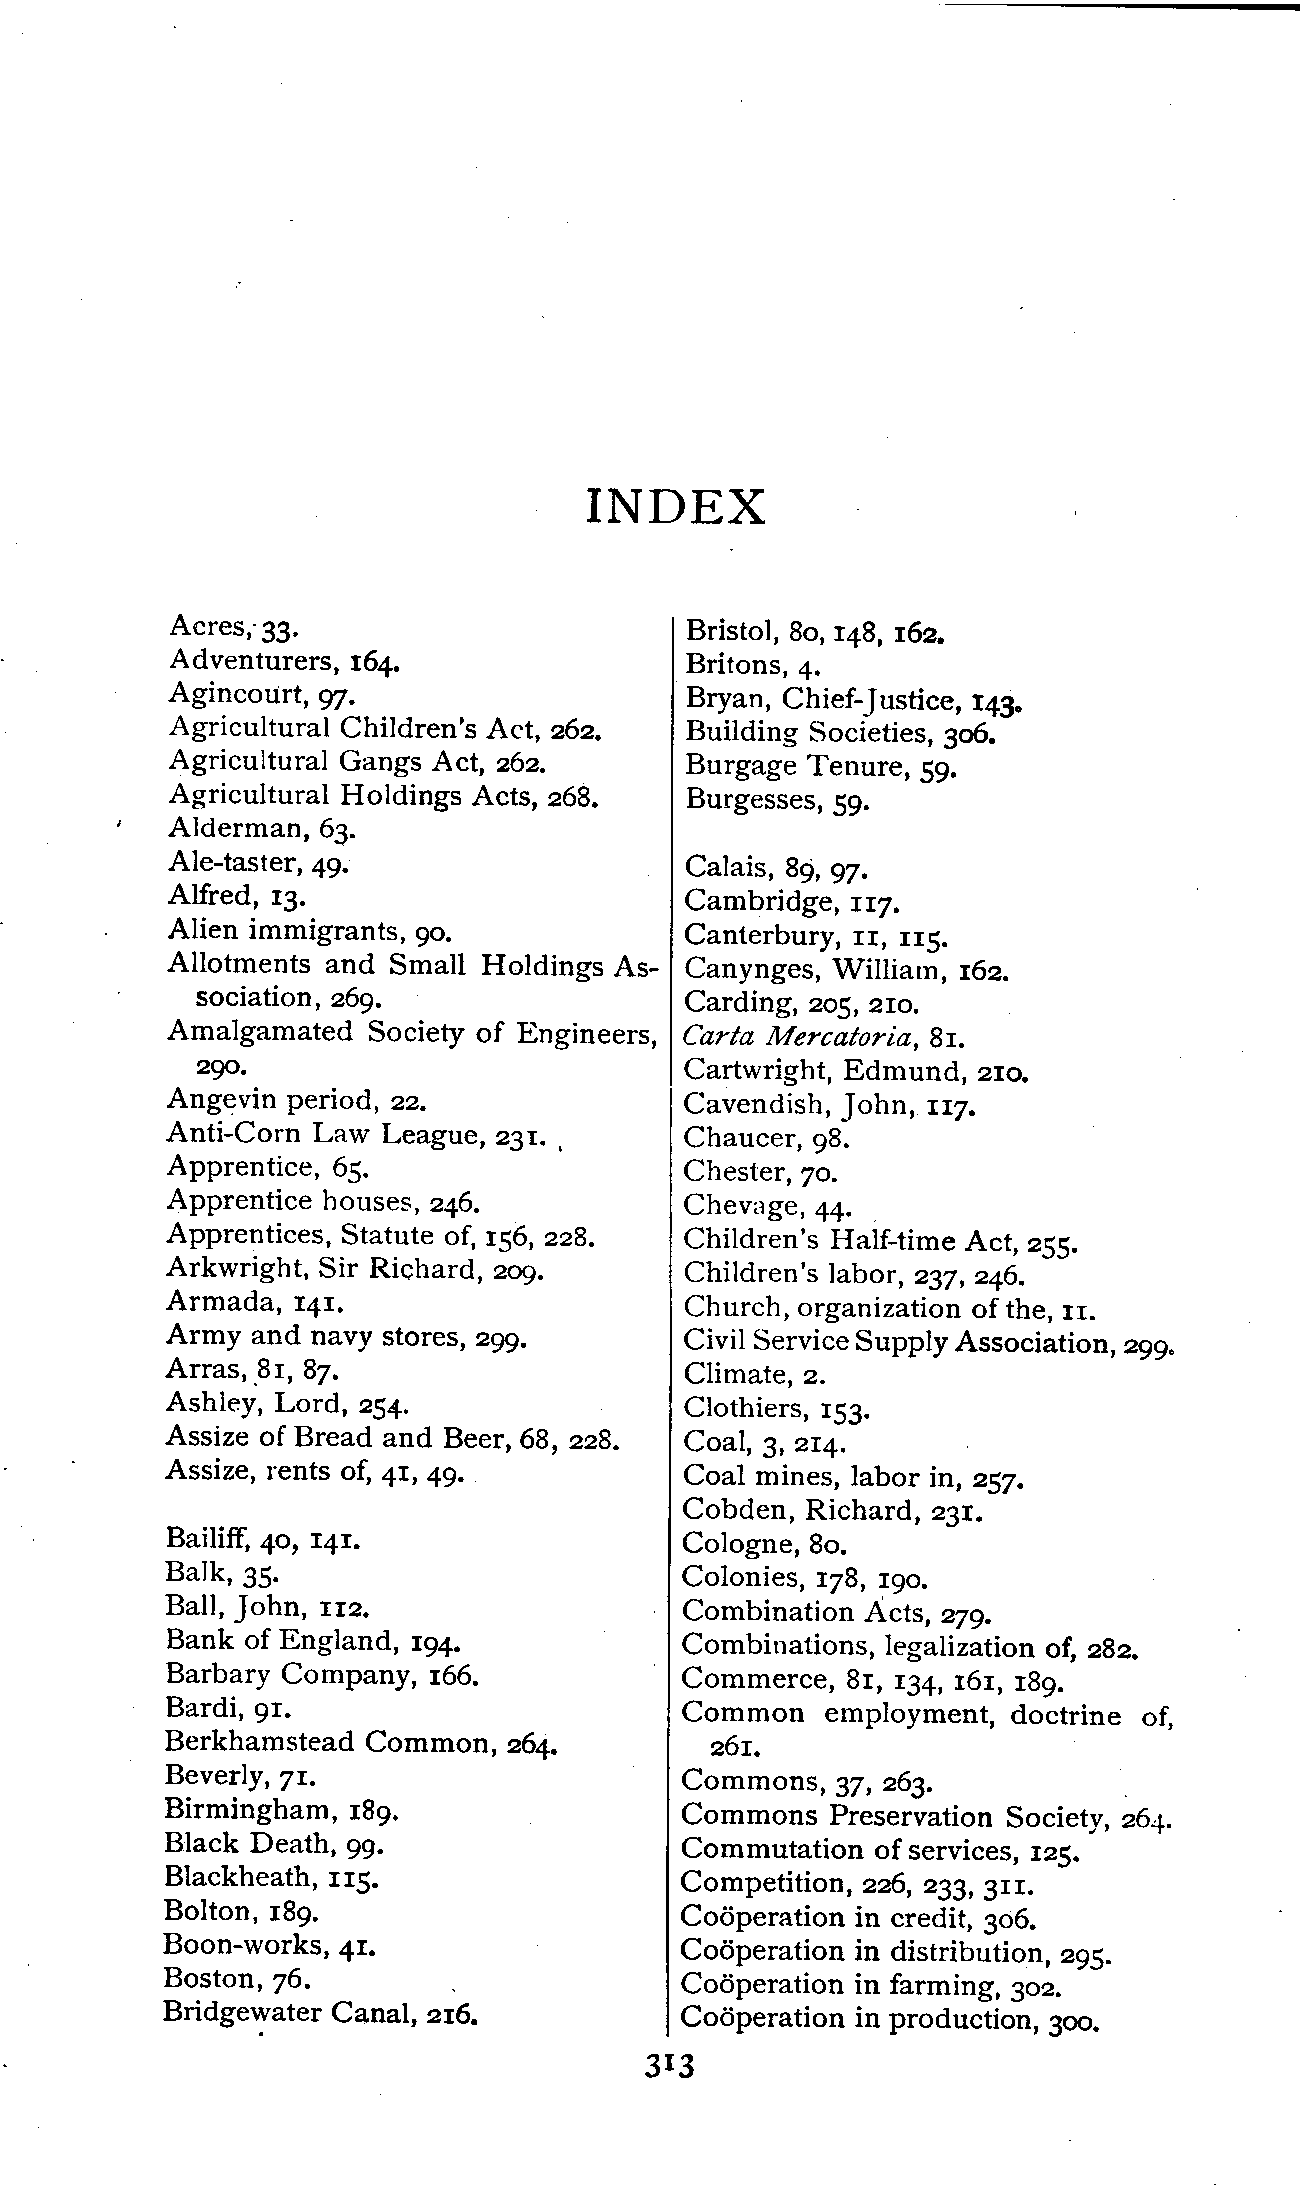 INDEX
Acres, 33.
Adventurers, 164.
Agincourt, 97.
Agricultural Children's Act, 262.
Agricultural Gangs Act, 262.
Agricultural Holdings Acts, 268.
Alderman, 63.
Ale-taster, 49.
Alfred, 13.
Alien immigrants, 90.
Allotments and Small Holdings As-
sociation, 269.
Amalgamated Society of Engineers,
290.
Angevin period, 22.
Anti-Corn Law League, 231.
Apprentice, 65.
Apprentice houses, 246.
Apprentices, Statute of, 156, 228.
Arkwright, Sir Richard, 209.
Armada, 141.
Army and navy stores, 299.
Arras, 81, 87.
Ashley, Lord, 254.
Assize of Bread and Beer, 68, 228.
Assize, rents of, 41, 49.
Bailiff, 40, 141.
Balk, 35.
Ball, John, 112.
Bank of England, 194.
Barbary Company, 166.
Bardi, 91.
Berkhamstead Common, 264.
Beverly, 71.
Birmingham, 189.
Black Death, 99.
Blackheath, 115.
Bolton, 189.
Boon-works, 41.
Boston, 76.
Bridgewater Canal, 216.
Bristol, 80, 148, 162.
Britons, 4.
Bryan, Chief-Justice, 143.
Building Societies, 306.
Burgage Tenure, 59.
Burgesses, 59.
Calais, 89, 97.
Cambridge, 117.
Canterbury, 11, 115.
Canynges, William, 162.
Carding, 205, 210.
Carta Mercatoria, 81.
Cartwright, Edmund, 210.
Cavendish, John, 117.
Chaucer, 98.
Chester, 70.
Chevage, 44.
Children's Half-time Act, 255.
Children's labor, 237, 246.
Church, organization of the, 11.
Civil Service Supply Association, 299.
Climate, 2.
Clothiers, 153.
Coal, 3, 214.
Coal mines, labor in, 257.
Cobden, Richard, 231.
Cologne, 80.
Colonies, 178, 190.
Combination Acts, 279.
Combinations, legalization of, 282.
Commerce, 81, 134, 161, 189.
Common employment, doctrine of,
261.
Commons, 37, 263.
Commons Preservation Society, 264.
Commutation of services, 125.
Competition, 226, 233, 311.
Coöperation in credit, 306.
Coöperation in distribution, 295.
Coöperation in farming, 302.
Coöperation in production, 300.
313